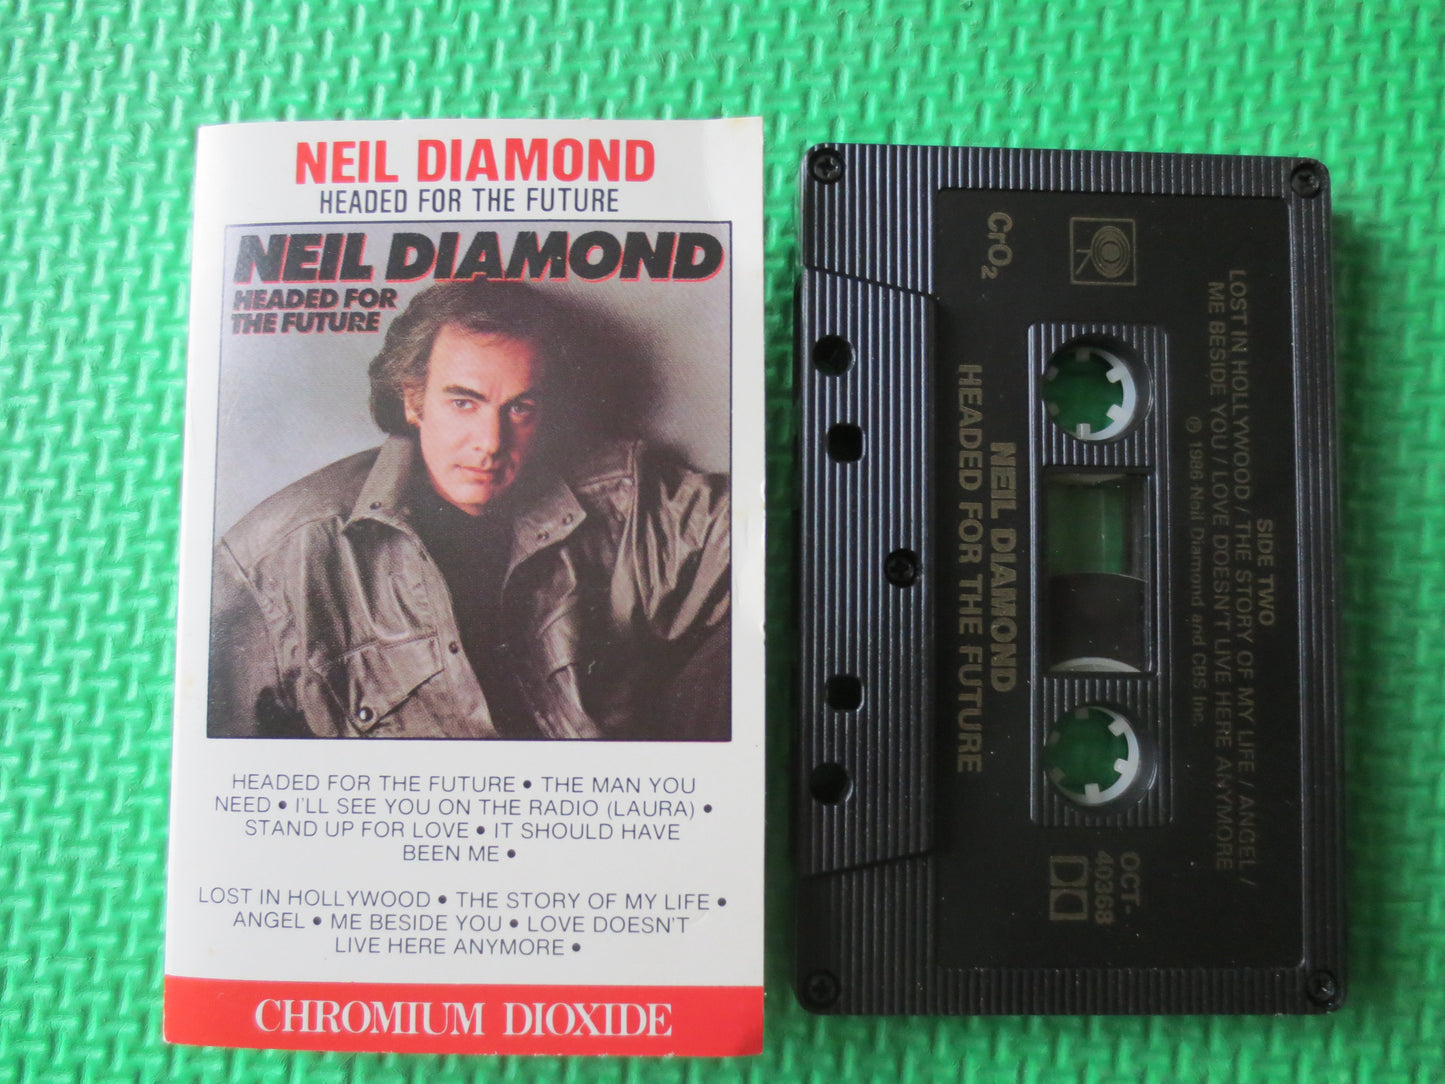 NEIL DIAMOND
HEADED FOR THE FUTURE
NEIL DIAMOND
HEADED FOR
THE FUTURE
HEADED FOR THE FUTURE • THE MAN YOU
NEED • I'LL SEE YOU ON THE RADIO (LAURA) •
STAND UP FOR LOVE • IT SHOULD HAVE
BEEN ME •
LOST IN HOLLYWOOD • THE STORY OF MY LIFE •
ANGEL • ME BESIDE YOU • LOVE DOESN'T
LIVE HERE ANYMORE •
CHROMIUM DIOXIDE
SIDE TWO
LOST IN HOLLYWOOD / THE STORY OF MY LIFE / ANGEL /
ME BESIDE YOU / LOVE DOESN'T LIVE HERE ANYMORE
℗ 1986 Neil Diamond and CBS Inc.
CrO₂
OCT-
40368
NEIL DIAMOND
HEADED FOR THE FUTURE